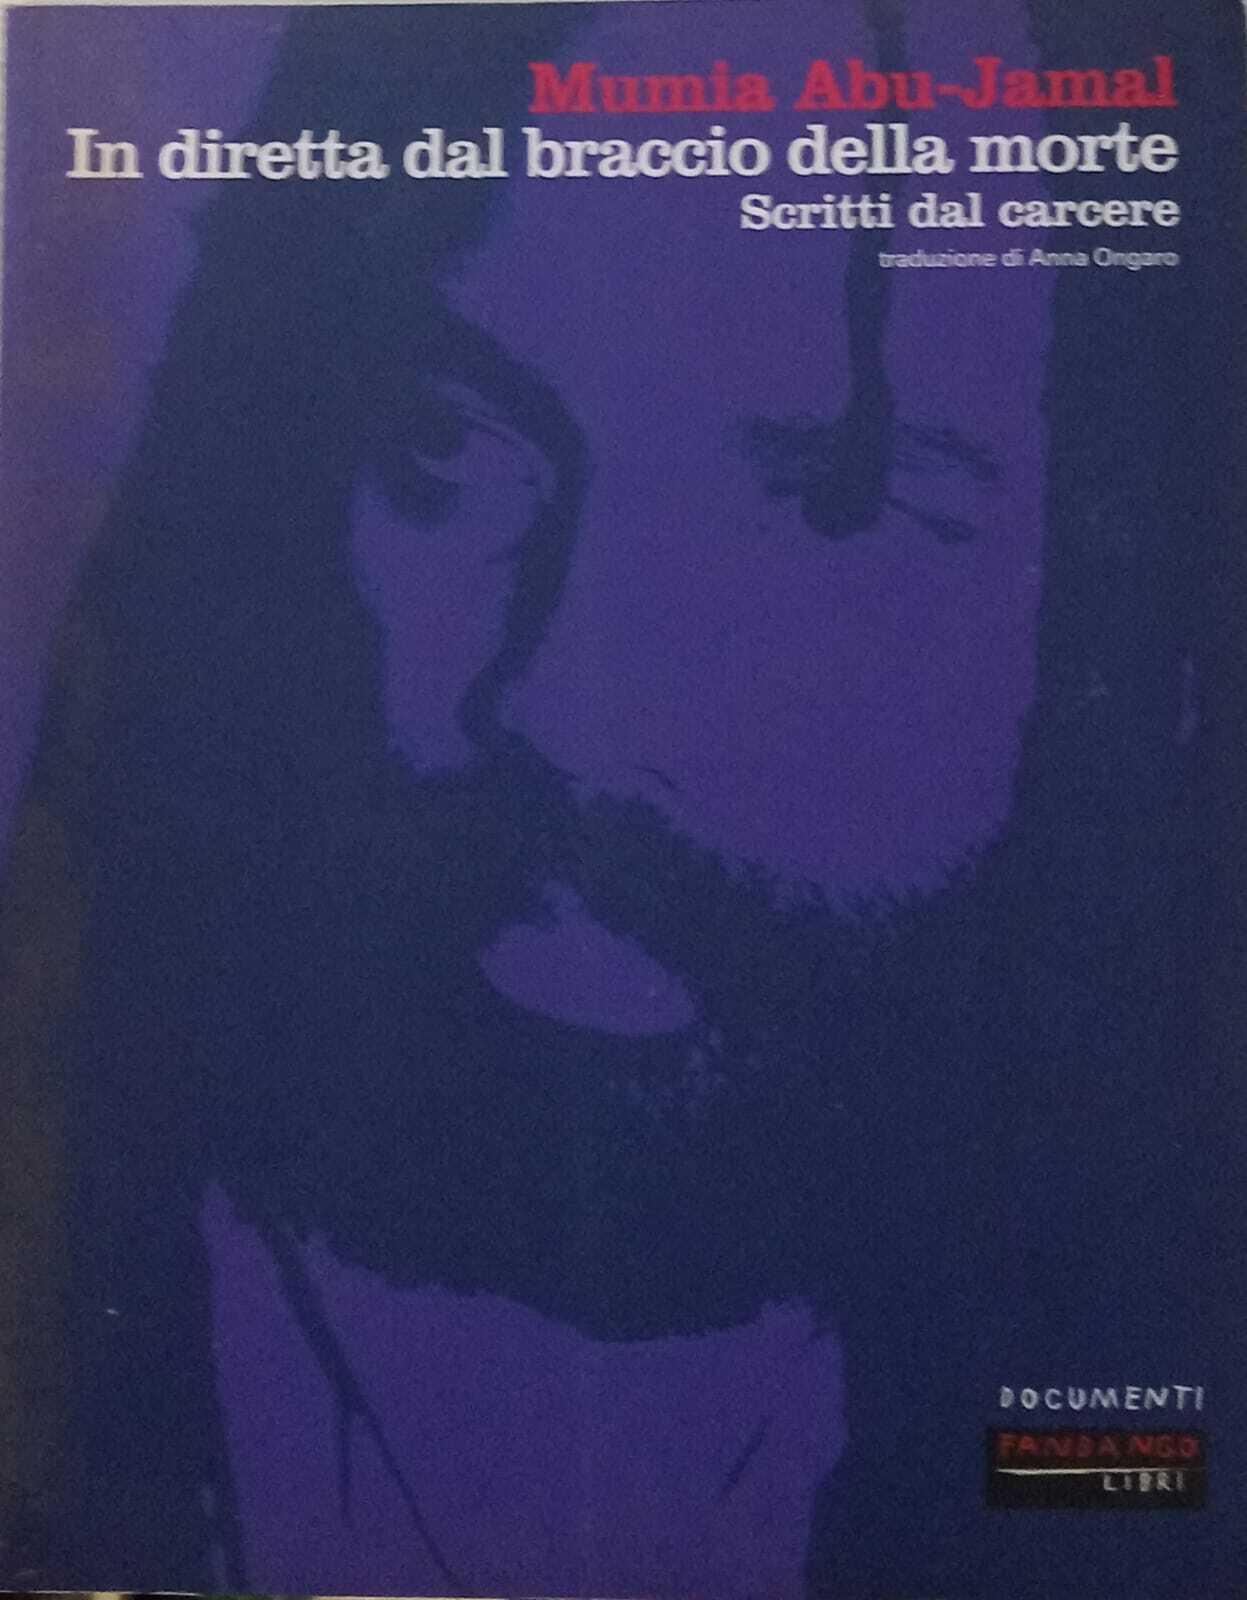 Mumia Abu-Jamal
In diretta dal braccio della morte
Scritti dal carcere
traduzione di Anna Ongaro
DOCUMENTI
FANDANGO
LIBRI